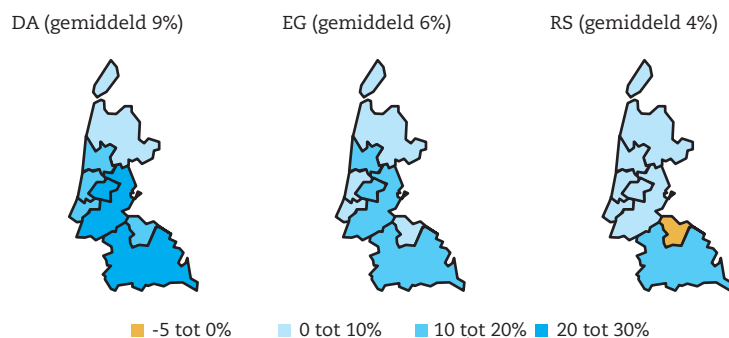 DA (gemiddeld 9%) EG (gemiddeld 6%) RS (gemiddeld 4%)
-5 tot 0% 0 tot 10% 10 tot 20% 20 tot 30%